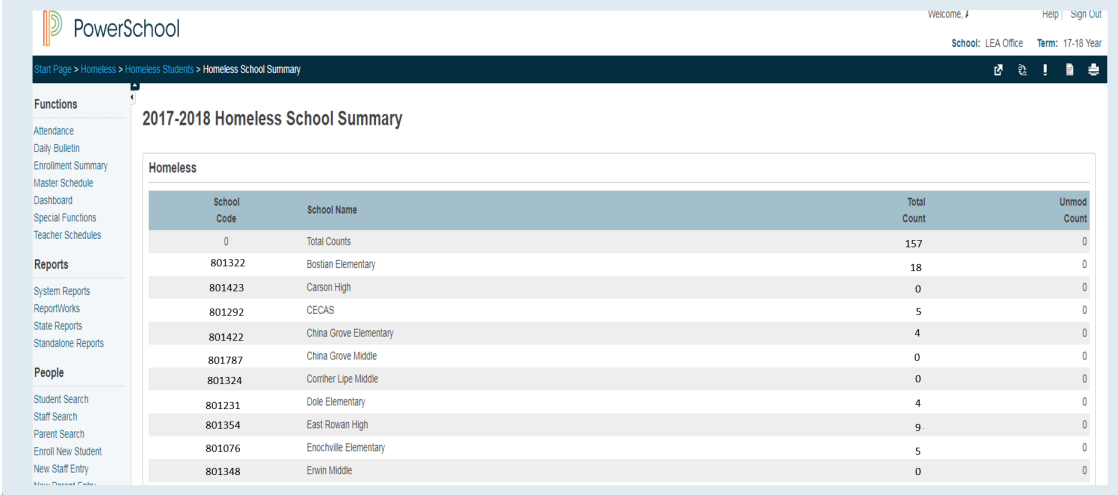 PowerSchool
Welcome,
Help | Sign Out
School: LEA Office Term: 17-18 Year
Start Page > Homeless > Homeless Students > Homeless School Summary
Functions
Attendance
Daily Bulletin
Enrollment Summary
Master Schedule
Dashboard
Special Functions
Teacher Schedules
Reports
System Reports
ReportWorks
State Reports
Standalone Reports
People
Student Search
Staff Search
Parent Search
Enroll New Student
New Staff Entry
New Parent Entry
2017-2018 Homeless School Summary
Homeless
School Code School Name Total Count Unmod Count
0 Total Counts 157 0
801322 Bostian Elementary 18 0
801423 Carson High 0 0
801292 CECAS 5 0
801422 China Grove Elementary 4 0
801787 China Grove Middle 0 0
801324 Corriher Lipe Middle 0 0
801231 Dole Elementary 4 0
801354 East Rowan High 9 0
801076 Enochville Elementary 5 0
801348 Erwin Middle 0 0